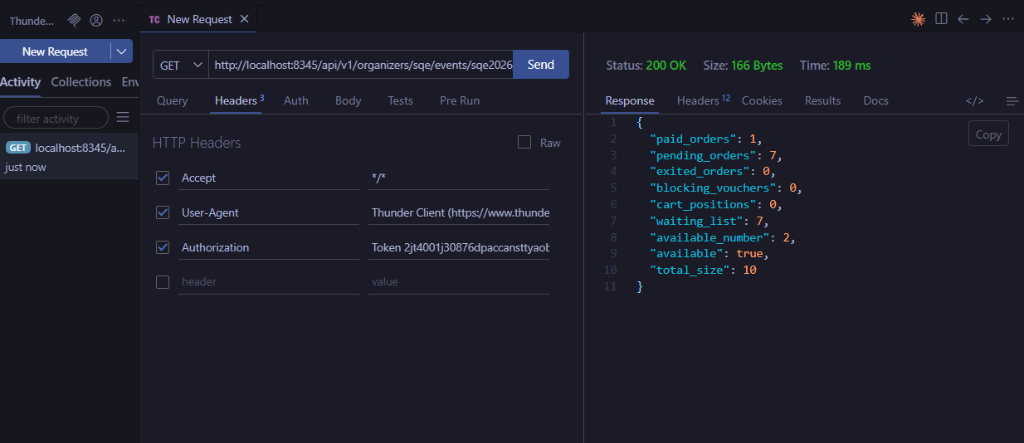 Thunde... ...
TC New Request ✕
New Request
Activity Collections Env
filter activity
GET localhost:8345/a...
just now
GET http://localhost:8345/api/v1/organizers/sqe/events/sqe2026 Send
Query Headers 3 Auth Body Tests Pre Run
HTTP Headers Raw
Accept */*
User-Agent Thunder Client (https://www.thunde
Authorization Token 2jt4001j30876dpaccansttyaob
header value
Status: 200 OK Size: 166 Bytes Time: 189 ms
Response Headers 12 Cookies Results Docs </>
Copy
1 {
2 "paid_orders": 1,
3 "pending_orders": 7,
4 "exited_orders": 0,
5 "blocking_vouchers": 0,
6 "cart_positions": 0,
7 "waiting_list": 7,
8 "available_number": 2,
9 "available": true,
10 "total_size": 10
11 }